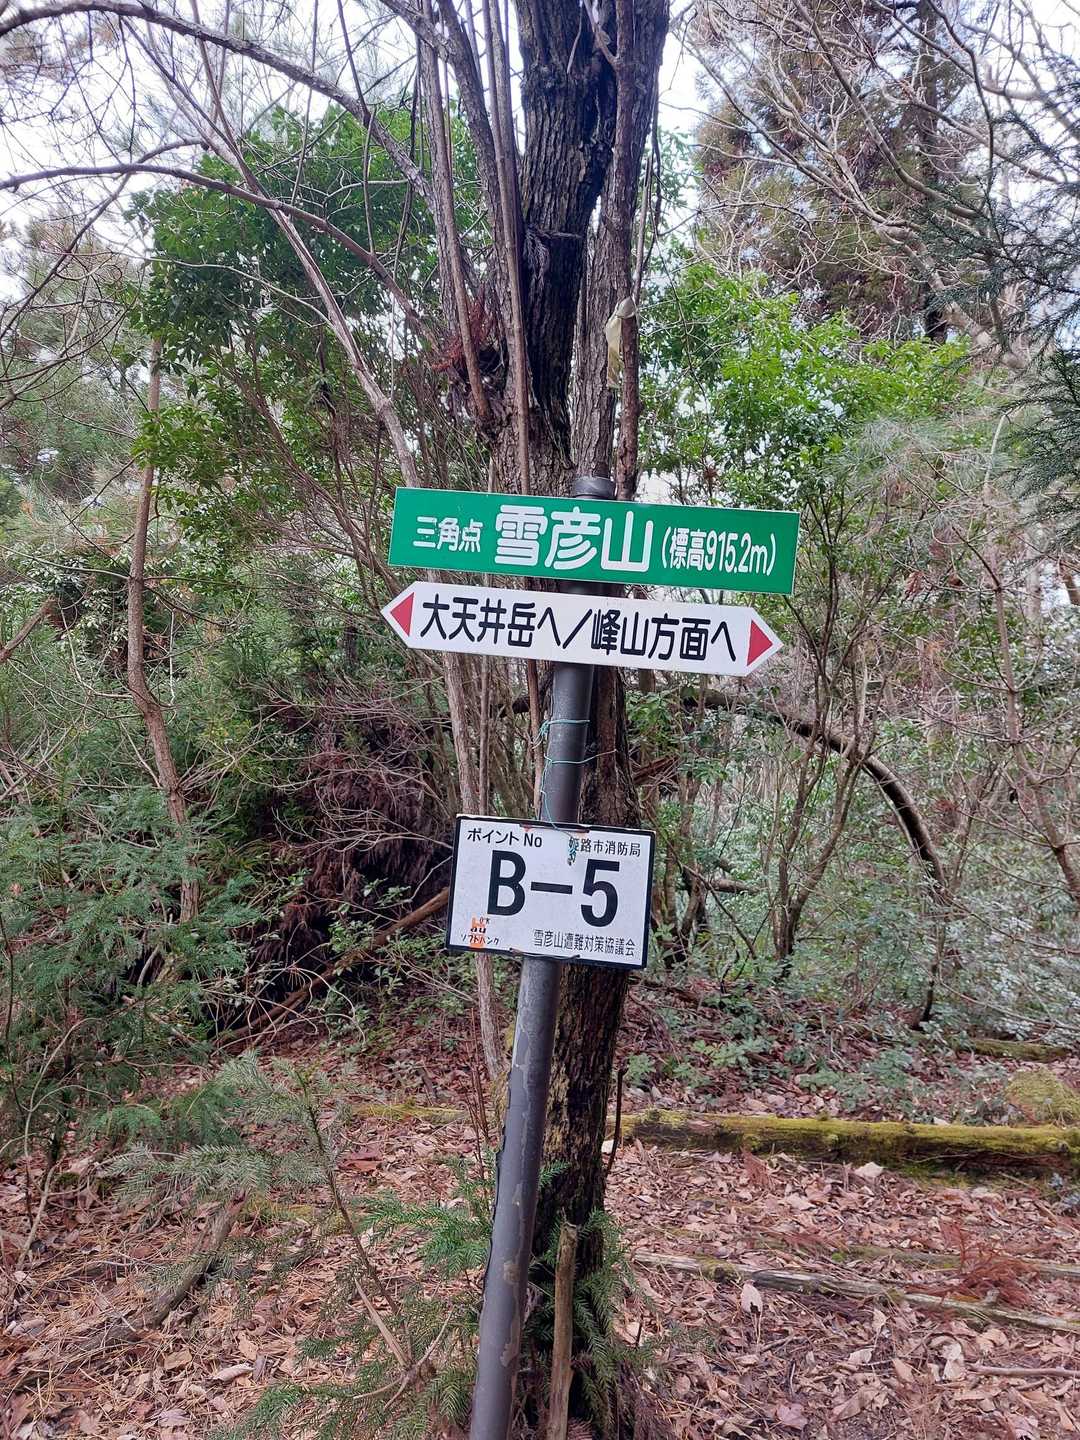 三角点 雪彦山 (標高915.2m)
大天井岳へ/峰山方面へ
ポイントNo 姫路市消防局
B-5
au OK
ソフトバンク 雪彦山遭難対策協議会